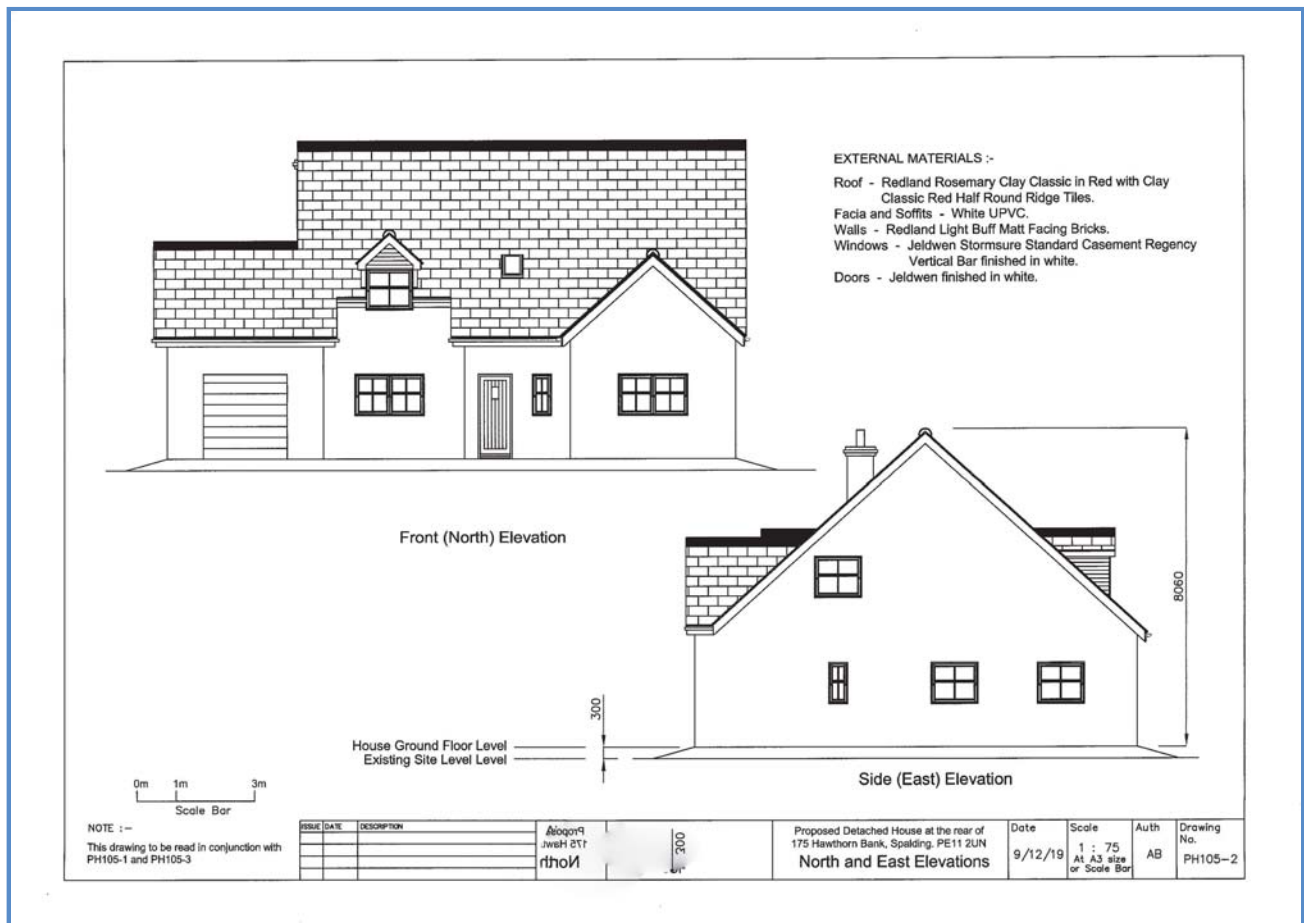 EXTERNAL MATERIALS :-
Roof - Redland Rosemary Clay Classic in Red with Clay
Classic Red Half Round Ridge Tiles.
Facia and Soffits - White UPVC.
Walls - Redland Light Buff Matt Facing Bricks.
Windows - Jeldwen Stormsure Standard Casement Regency
Vertical Bar finished in white.
Doors - Jeldwen finished in white.
Front (North) Elevation
8060
300
House Ground Floor Level
Existing Site Level Level
Side (East) Elevation
0m 1m 3m
Scale Bar
NOTE :-
This drawing to be read in conjunction with
PH105-1 and PH105-3
ISSUE DATE DESCRIPTION
175 Hawt
North
300
Proposed Detached House at the rear of
175 Hawthorn Bank, Spalding. PE11 2UN
North and East Elevations
Date
9/12/19
Scale
1 : 75
At A3 size
or Scale Bar
Auth
AB
Drawing
No.
PH105-2